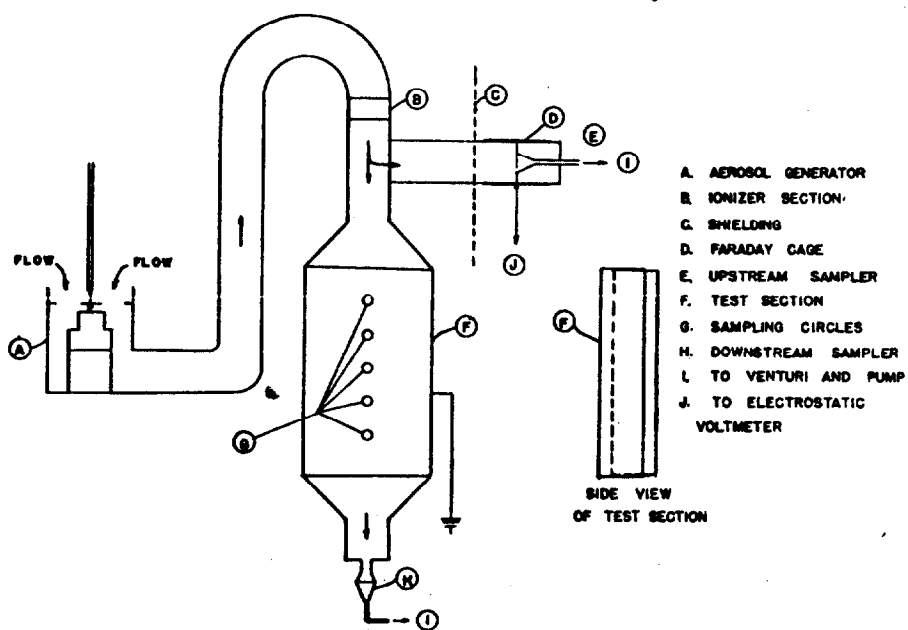 B
C
D
E
I
J
FLOW
FLOW
A
F
G
K
I
F
SIDE VIEW
OF TEST SECTION
A. AEROSOL GENERATOR
B. IONIZER SECTION
C. SHIELDING
D. FARADAY CAGE
E. UPSTREAM SAMPLER
F. TEST SECTION
G. SAMPLING CIRCLES
H. DOWNSTREAM SAMPLER
I. TO VENTURI AND PUMP
J. TO ELECTROSTATIC
VOLTMETER